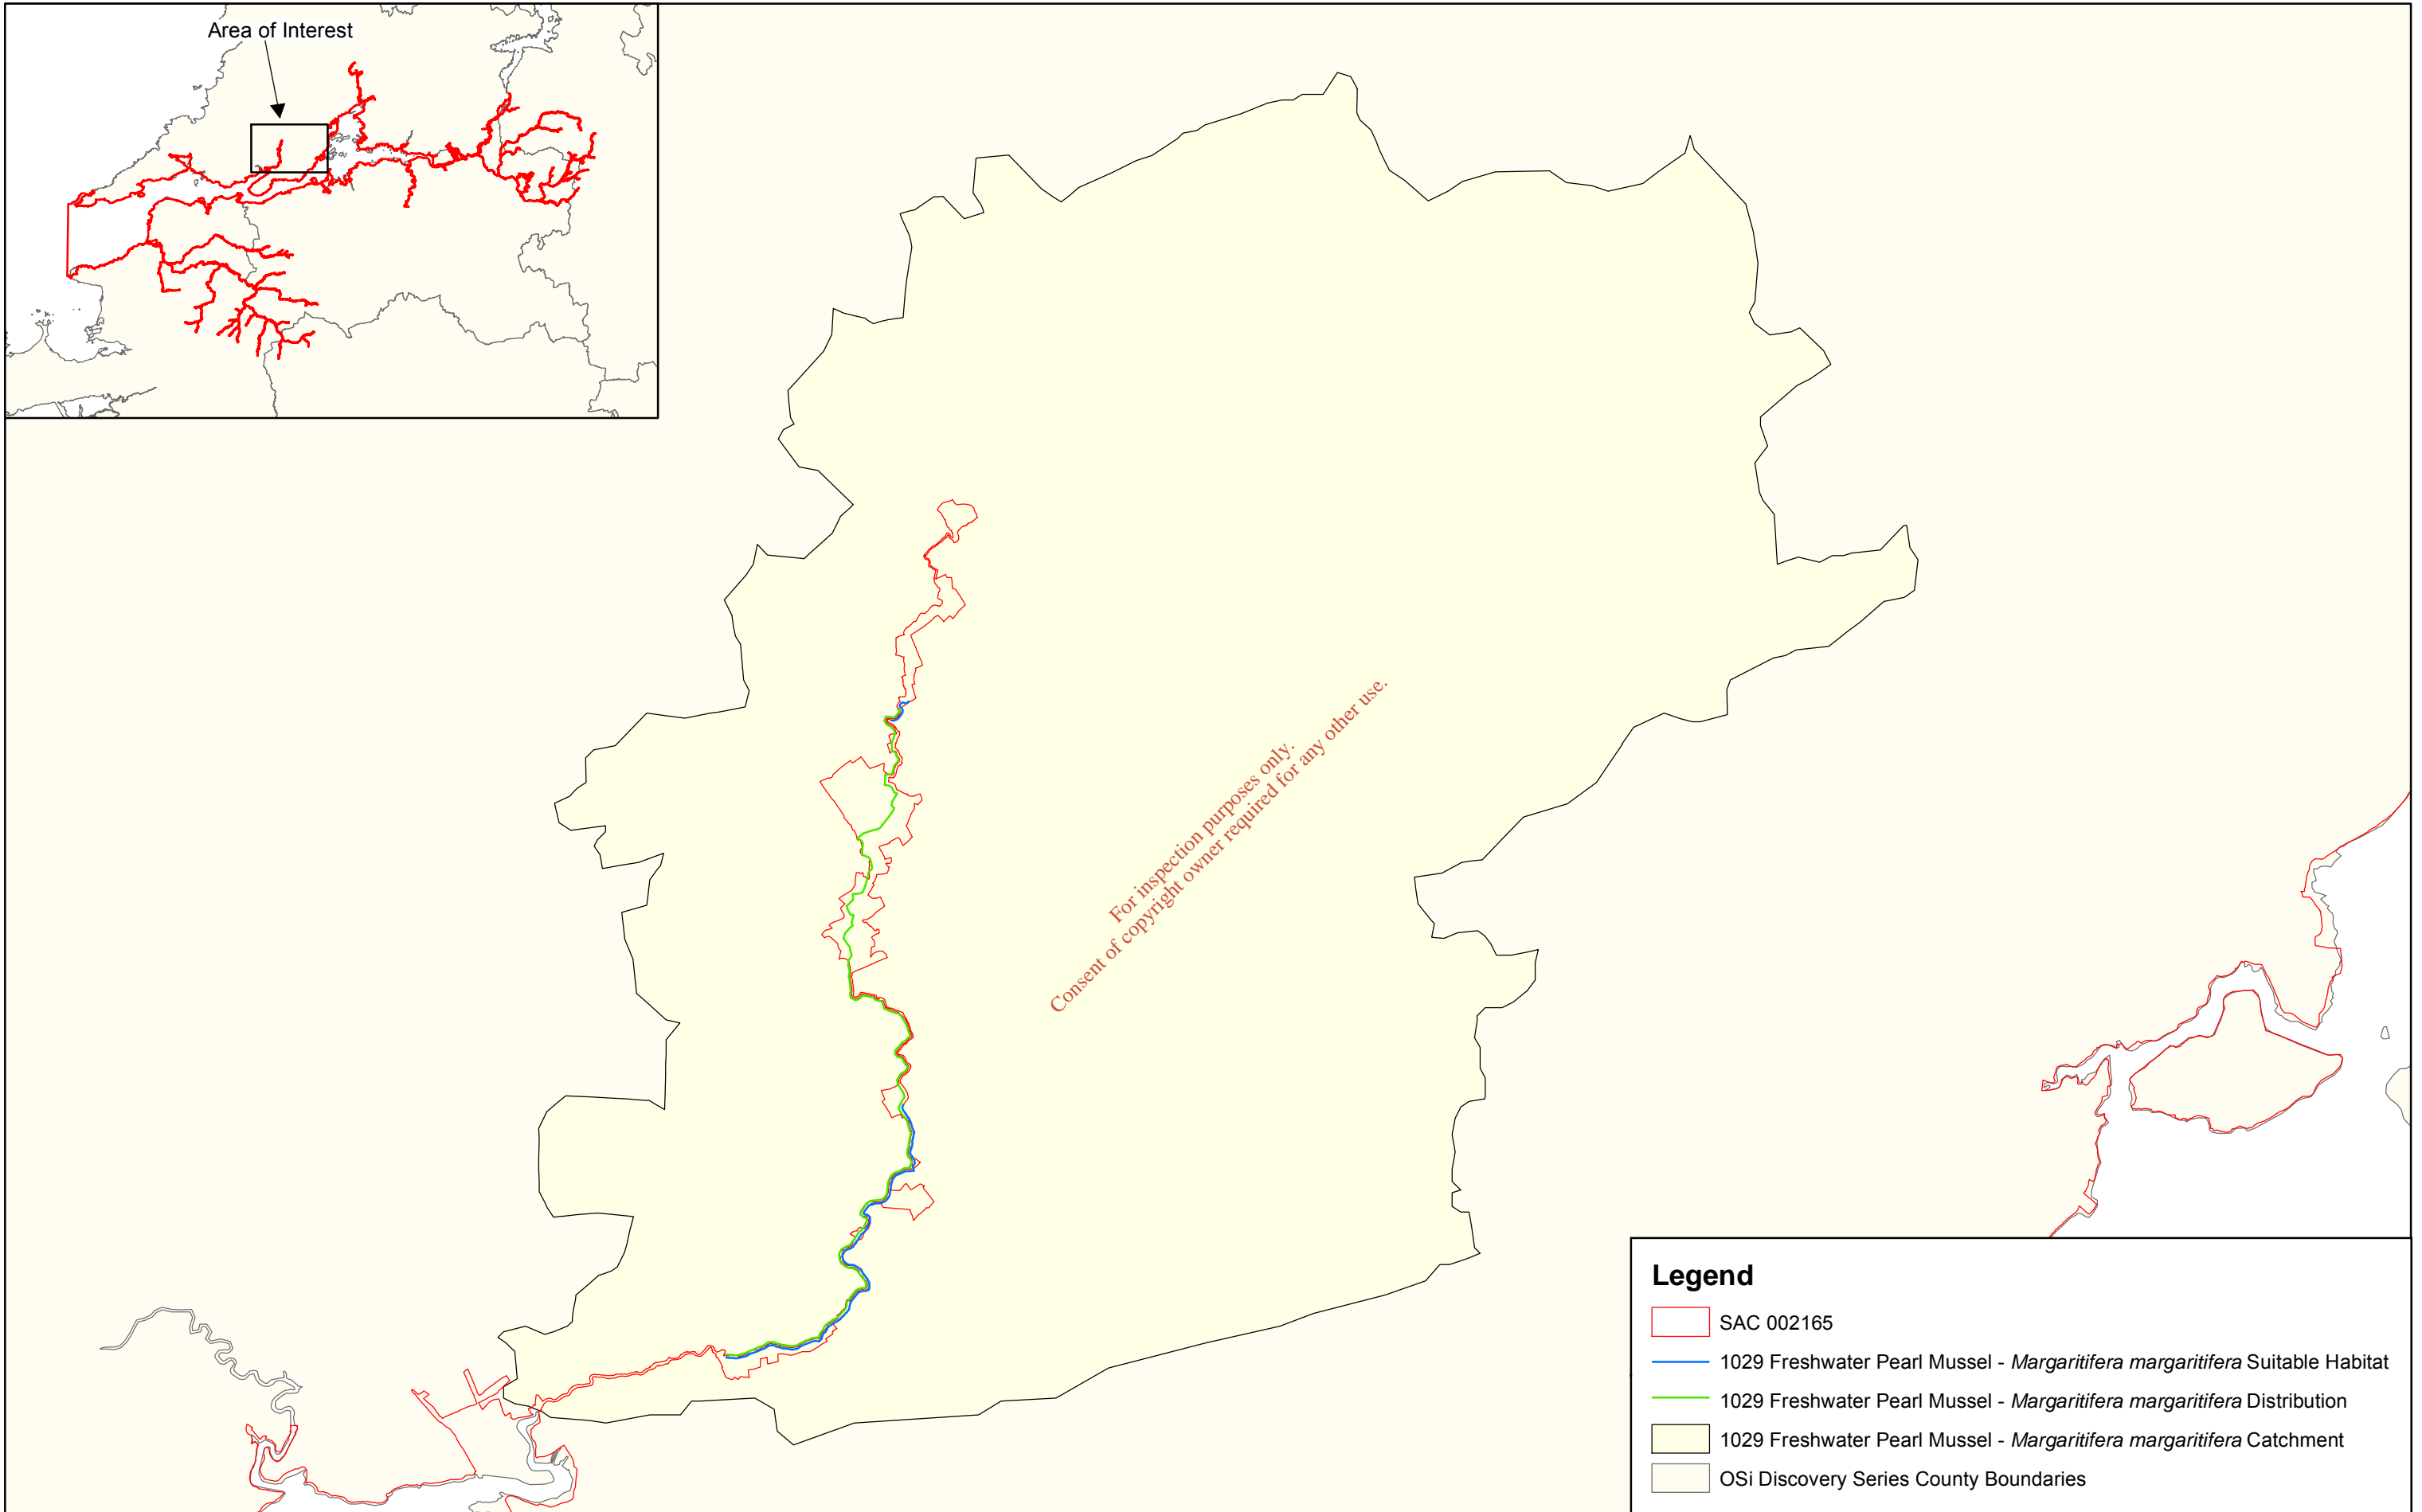 Area of Interest
For inspection purposes only.
Consent of copyright owner required for any other use.
Legend
SAC 002165
1029 Freshwater Pearl Mussel - Margaritifera margaritifera Suitable Habitat
1029 Freshwater Pearl Mussel - Margaritifera margaritifera Distribution
1029 Freshwater Pearl Mussel - Margaritifera margaritifera Catchment
OSi Discovery Series County Boundaries